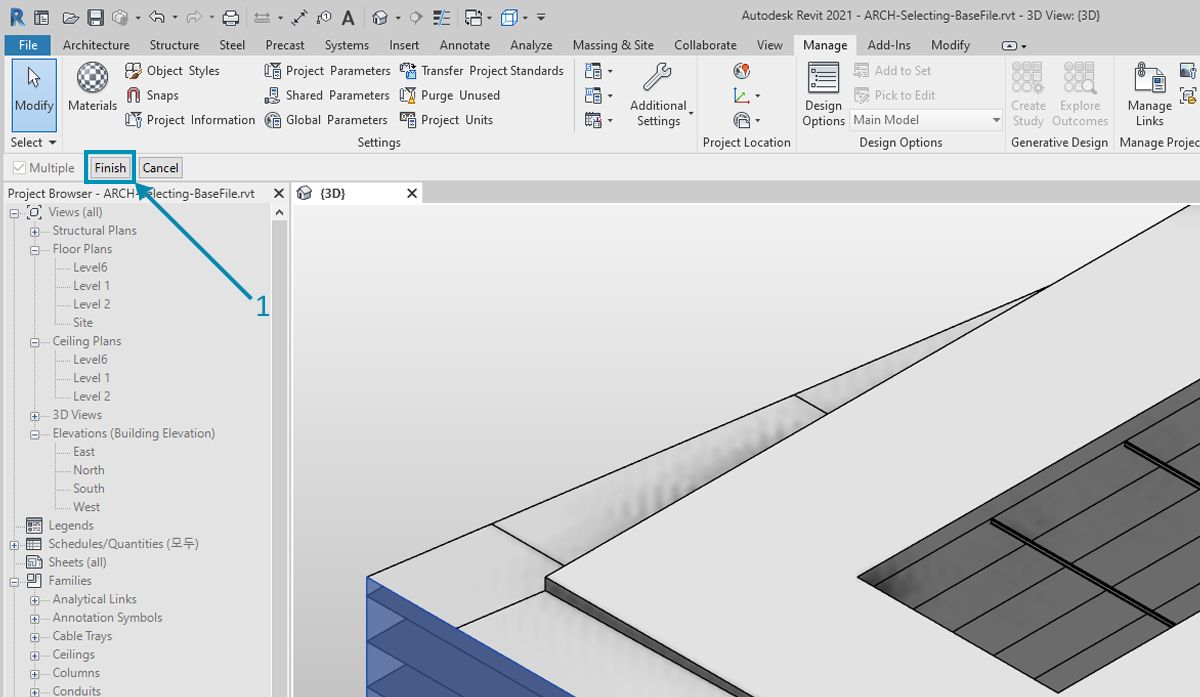 Autodesk Revit 2021 - ARCH-Selecting-BaseFile.rvt - 3D View: {3D}
File Architecture Structure Steel Precast Systems Insert Annotate Analyze Massing & Site Collaborate View Manage Add-Ins Modify
Modify
Select
Materials
Object Styles
Snaps
Project Information
Project Parameters
Shared Parameters
Global Parameters
Transfer Project Standards
Purge Unused
Project Units
Settings
Additional
Settings
Project Location
Design
Options
Add to Set
Pick to Edit
Main Model
Design Options
Create
Study
Explore
Outcomes
Generative Design
Manage
Links
Manage Projec
Multiple Finish Cancel
Project Browser - ARCH-Selecting-BaseFile.rvt
{3D}
1
Views (all)
Structural Plans
Floor Plans
Level6
Level 1
Level 2
Site
Ceiling Plans
Level6
Level 1
Level 2
3D Views
Elevations (Building Elevation)
East
North
South
West
Legends
Schedules/Quantities (모두)
Sheets (all)
Families
Analytical Links
Annotation Symbols
Cable Trays
Ceilings
Columns
Conduits